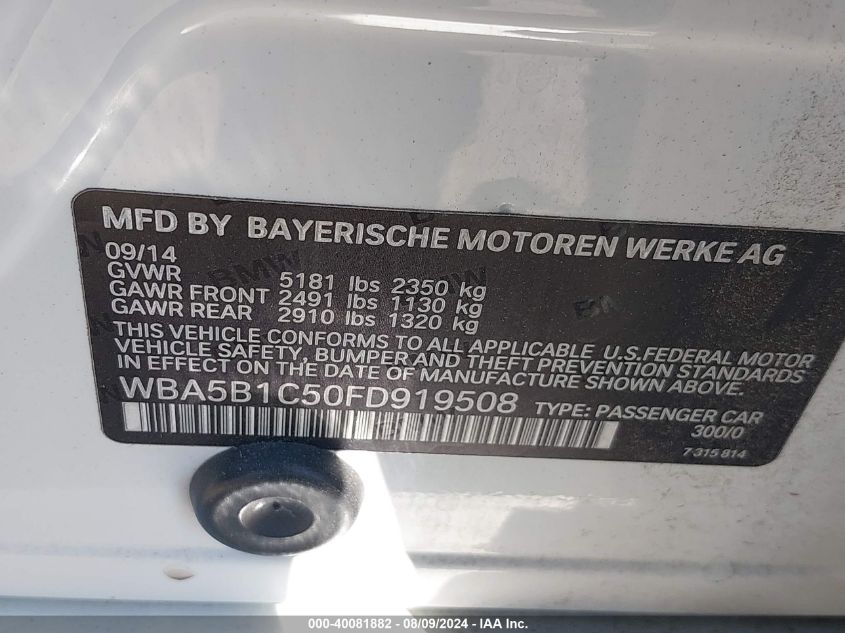 MFD BY BAYERISCHE MOTOREN WERKE AG
09/14
GVWR 5181 lbs 2350 kg
GAWR FRONT 2491 lbs 1130 kg
GAWR REAR 2910 lbs 1320 kg
THIS VEHICLE CONFORMS TO ALL APPLICABLE U.S.FEDERAL MOTOR
VEHICLE SAFETY, BUMPER AND THEFT PREVENTION STANDARDS
IN EFFECT ON THE DATE OF MANUFACTURE SHOWN ABOVE.
WBA5B1C50FD919508 TYPE: PASSENGER CAR
300/0
7 315 814
000-40081882 - 08/09/2024 - IAA Inc.